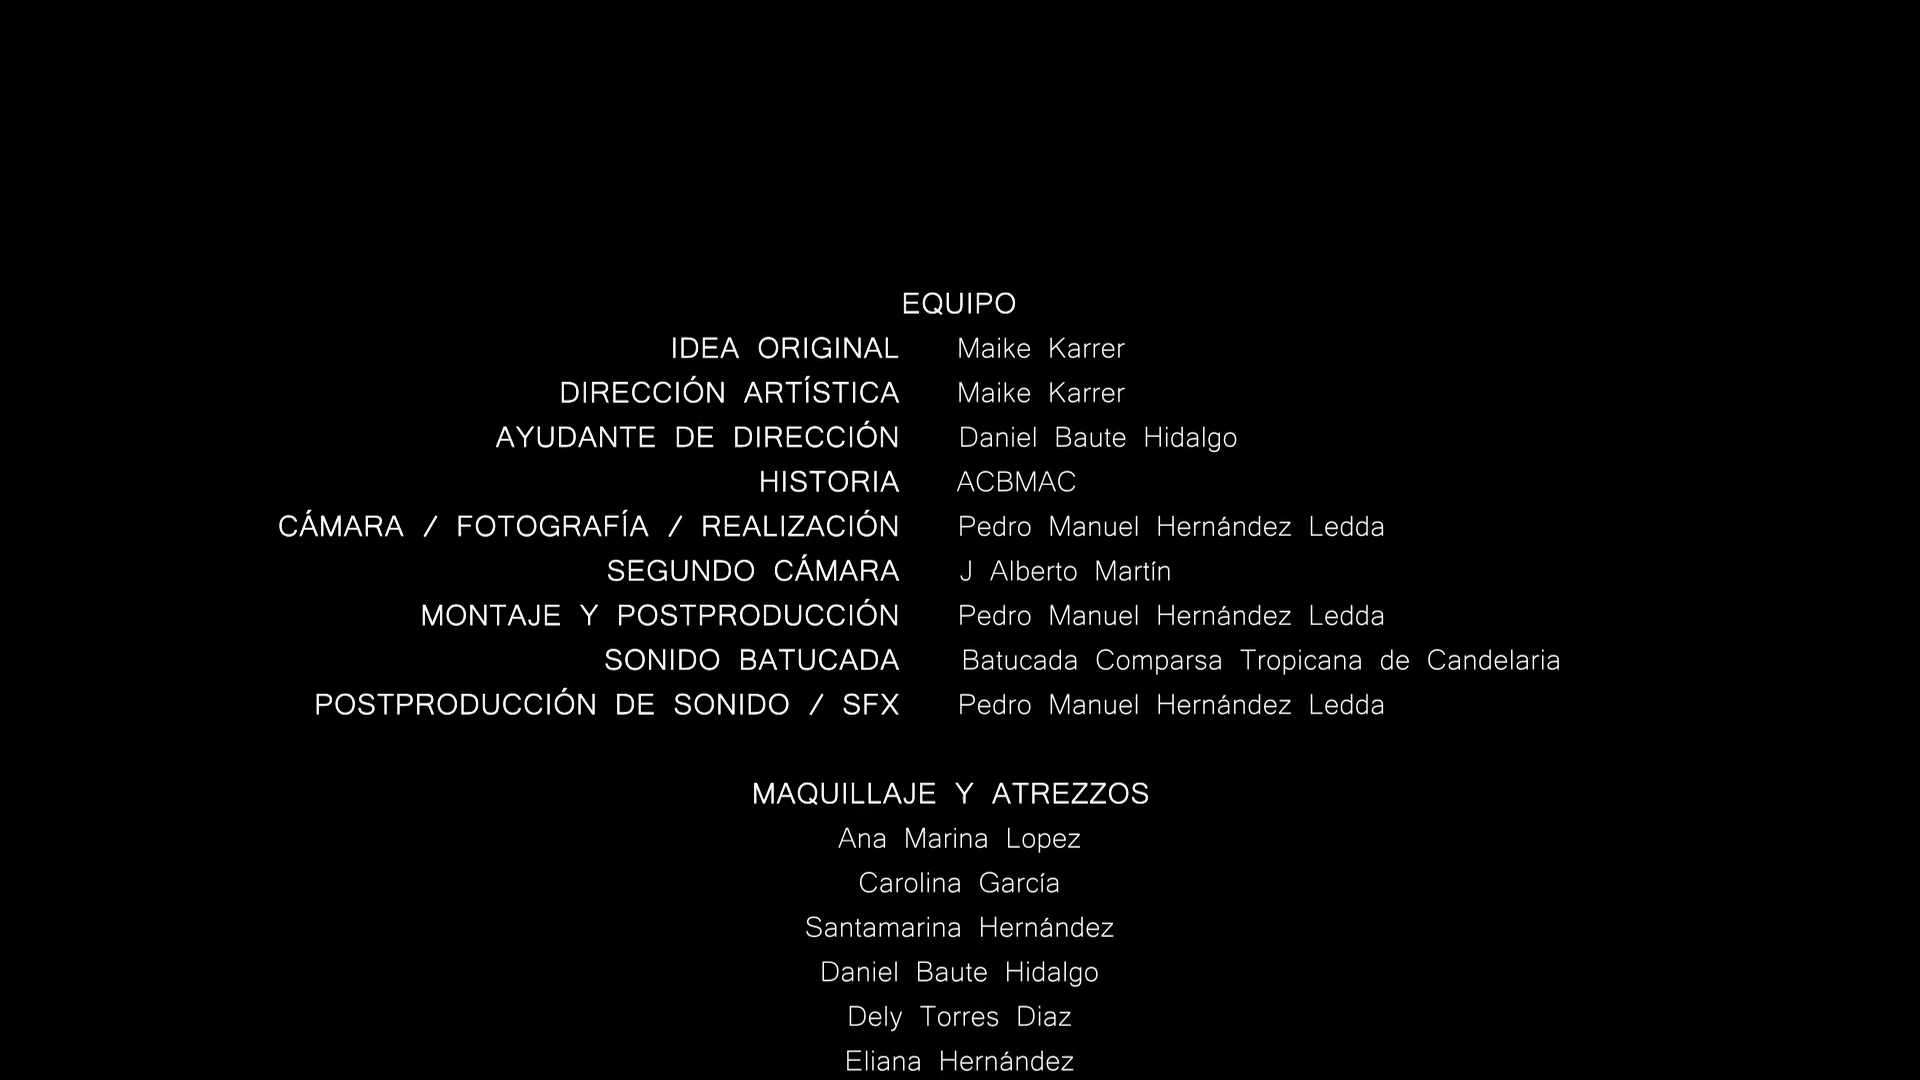 EQUIPO
IDEA ORIGINAL Maike Karrer
DIRECCIÓN ARTÍSTICA Maike Karrer
AYUDANTE DE DIRECCIÓN Daniel Baute Hidalgo
HISTORIA ACBMAC
CÁMARA / FOTOGRAFÍA / REALIZACIÓN Pedro Manuel Hernández Ledda
SEGUNDO CÁMARA J Alberto Martín
MONTAJE Y POSTPRODUCCIÓN Pedro Manuel Hernández Ledda
SONIDO BATUCADA Batucada Comparsa Tropicana de Candelaria
POSTPRODUCCIÓN DE SONIDO / SFX Pedro Manuel Hernández Ledda
MAQUILLAJE Y ATREZZOS
Ana Marina Lopez
Carolina García
Santamarina Hernández
Daniel Baute Hidalgo
Dely Torres Diaz
Eliana Hernández